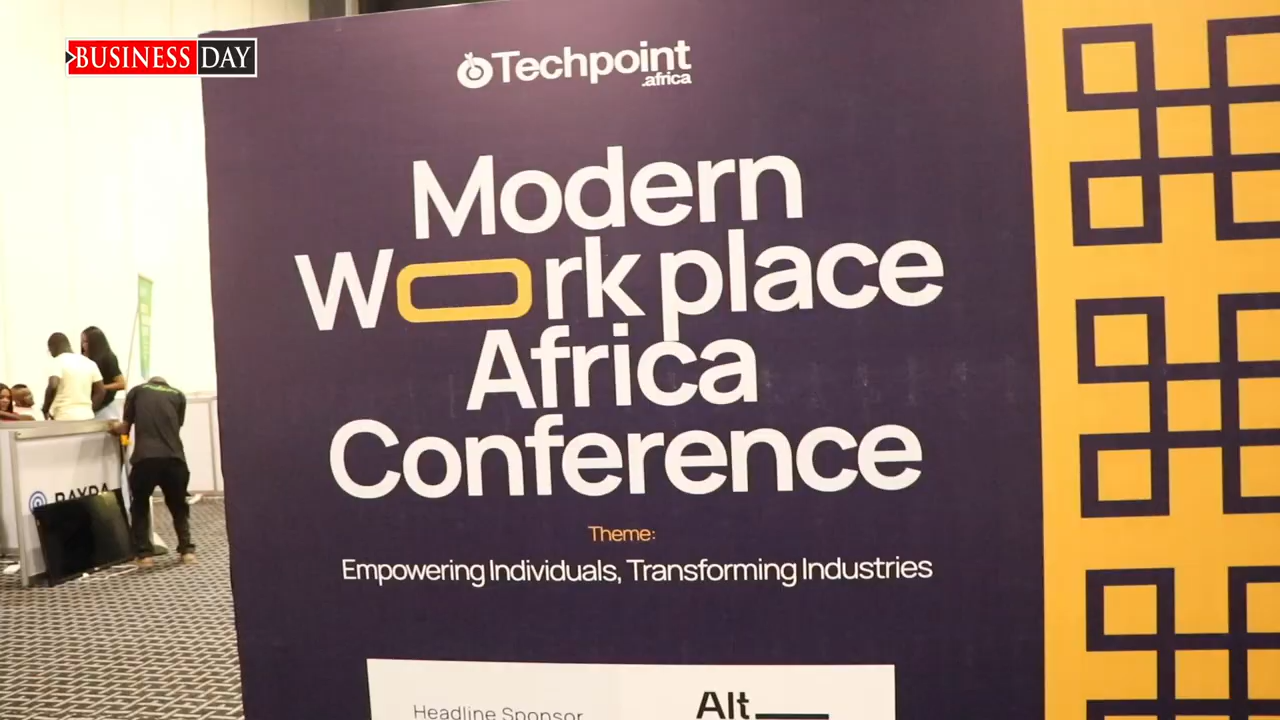 BUSINESS DAY
Techpoint
.africa
Modern
Workplace
Africa
Conference
Theme:
Empowering Individuals, Transforming Industries
Headline Sponsor
Alt